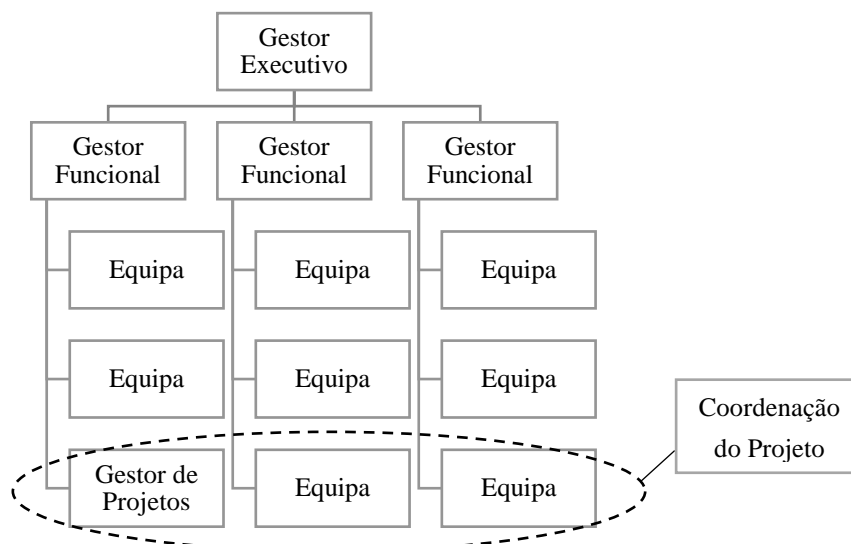 Gestor
Executivo
Gestor
Funcional
Gestor
Funcional
Gestor
Funcional
Equipa
Equipa
Equipa
Equipa
Equipa
Equipa
Coordenação
do Projeto
Gestor de
Projetos
Equipa
Equipa